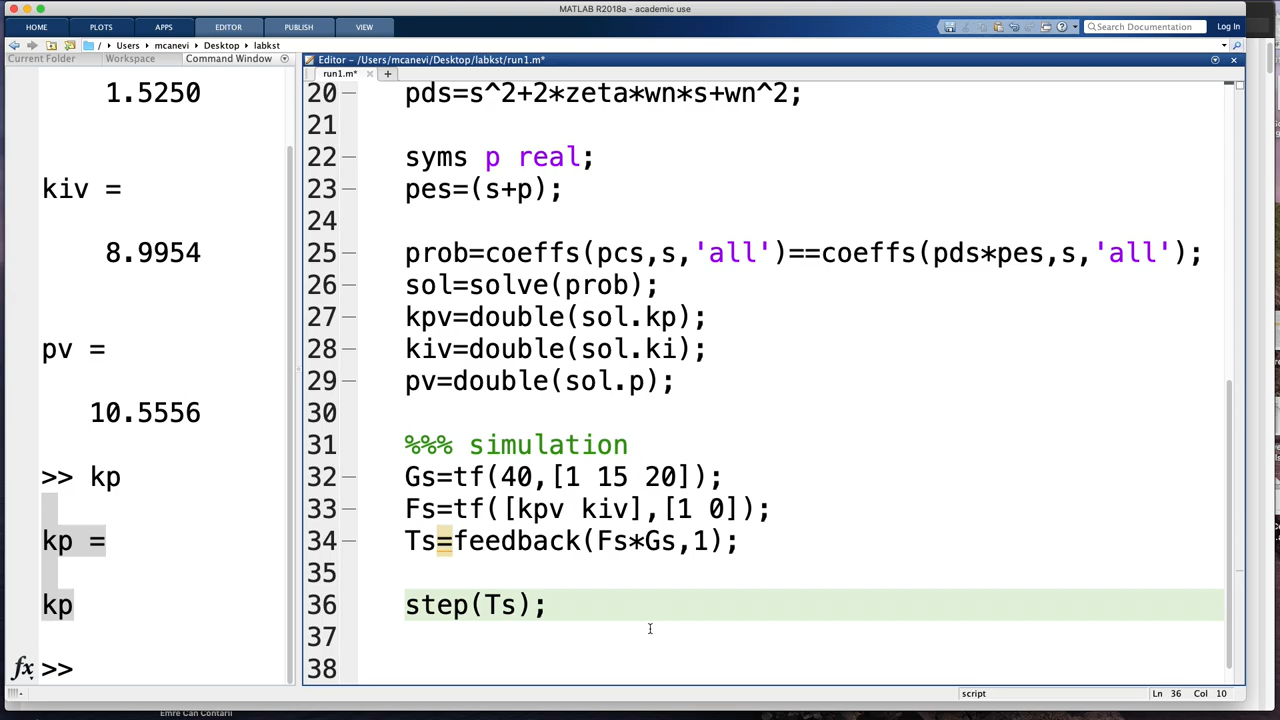 MATLAB R2018a - academic use
HOME PLOTS APPS EDITOR PUBLISH VIEW
Search Documentation
Log In
/ Users mcanevi Desktop labkst
Current Folder Workspace Command Window
Editor - /Users/mcanevi/Desktop/labkst/run1.m*
run1.m* × +
1.5250
kiv =
8.9954
pv =
10.5556
>> kp
kp =
kp
fx >>
20 pds=s^2+2*zeta*wn*s+wn^2;
21
22 syms p real;
23 pes=(s+p);
24
25 prob=coeffs(pcs,s,'all')==coeffs(pds*pes,s,'all');
26 sol=solve(prob);
27 kpv=double(sol.kp);
28 kiv=double(sol.ki);
29 pv=double(sol.p);
30
31 %%% simulation
32 Gs=tf(40,[1 15 20]);
33 Fs=tf([kpv kiv],[1 0]);
34 Ts=feedback(Fs*Gs,1);
35
36 step(Ts);
37
38
script
Ln 36 Col 10